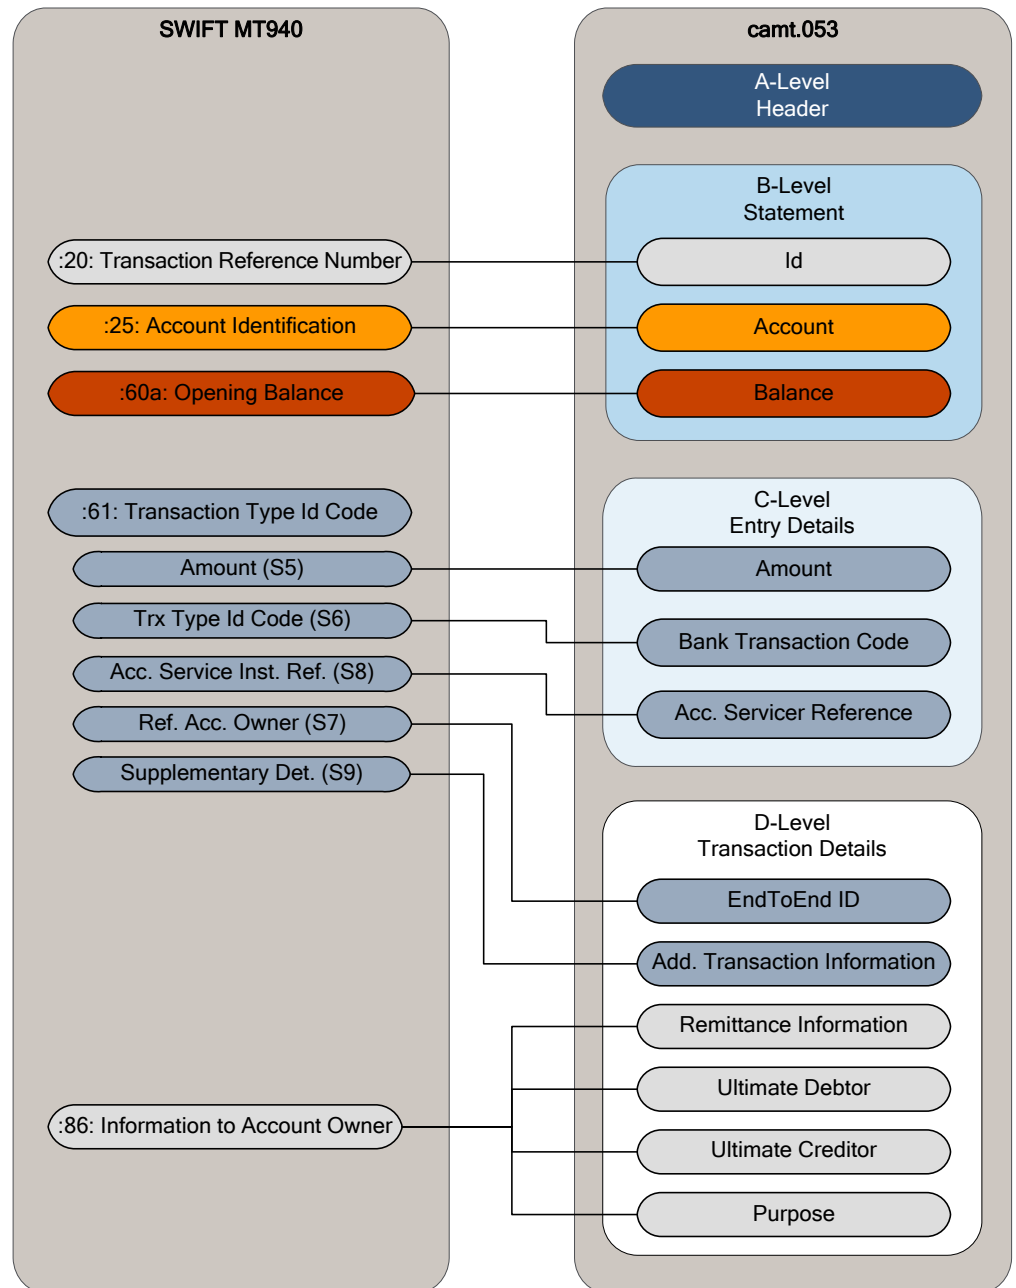 SWIFT MT940
:20: Transaction Reference Number
:25: Account Identification
:60a: Opening Balance
:61: Transaction Type Id Code
Amount (S5)
Trx Type Id Code (S6)
Acc. Service Inst. Ref. (S8)
Ref. Acc. Owner (S7)
Supplementary Det. (S9)
:86: Information to Account Owner
camt.053
A-Level
Header
B-Level
Statement
Id
Account
Balance
C-Level
Entry Details
Amount
Bank Transaction Code
Acc. Servicer Reference
D-Level
Transaction Details
EndToEnd ID
Add. Transaction Information
Remittance Information
Ultimate Debtor
Ultimate Creditor
Purpose